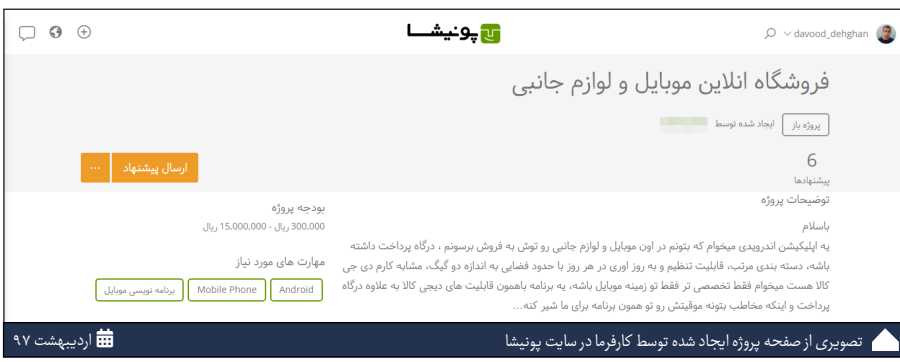 davood_dehghan
پونیشا
فروشگاه انلاین موبایل و لوازم جانبی
پروژه باز
ایجاد شده توسط
6
پیشنهادها
ارسال پیشنهاد
...
توضیحات پروژه
باسلام
یه اپلیکیشن اندرویدی میخوام که بتونم در اون موبایل و لوازم جانبی رو توش به فروش برسونم ، درگاه پرداخت داشته
باشه، دسته بندی مرتب، قابلیت تنظیم و به روز اوری در هر روز با حدود فضایی به اندازه دو گیگ، مشابه کارم دی جی
کالا هست میخوام فقط تخصصی تر فقط تو زمینه موبایل باشه، یه برنامه باهمون قابلیت های دیجی کالا به علاوه درگاه
پرداخت و اینکه مخاطب بتونه موقیتش رو تو همون برنامه برای ما شیر کنه...
بودجه پروژه
300,000 ریال - 15,000,000 ریال
مهارت های مورد نیاز
Android
Mobile Phone
برنامه نویسی موبایل
تصویری از صفحه پروژه ایجاد شده توسط کارفرما در سایت پونیشا
اردیبهشت ۹۷